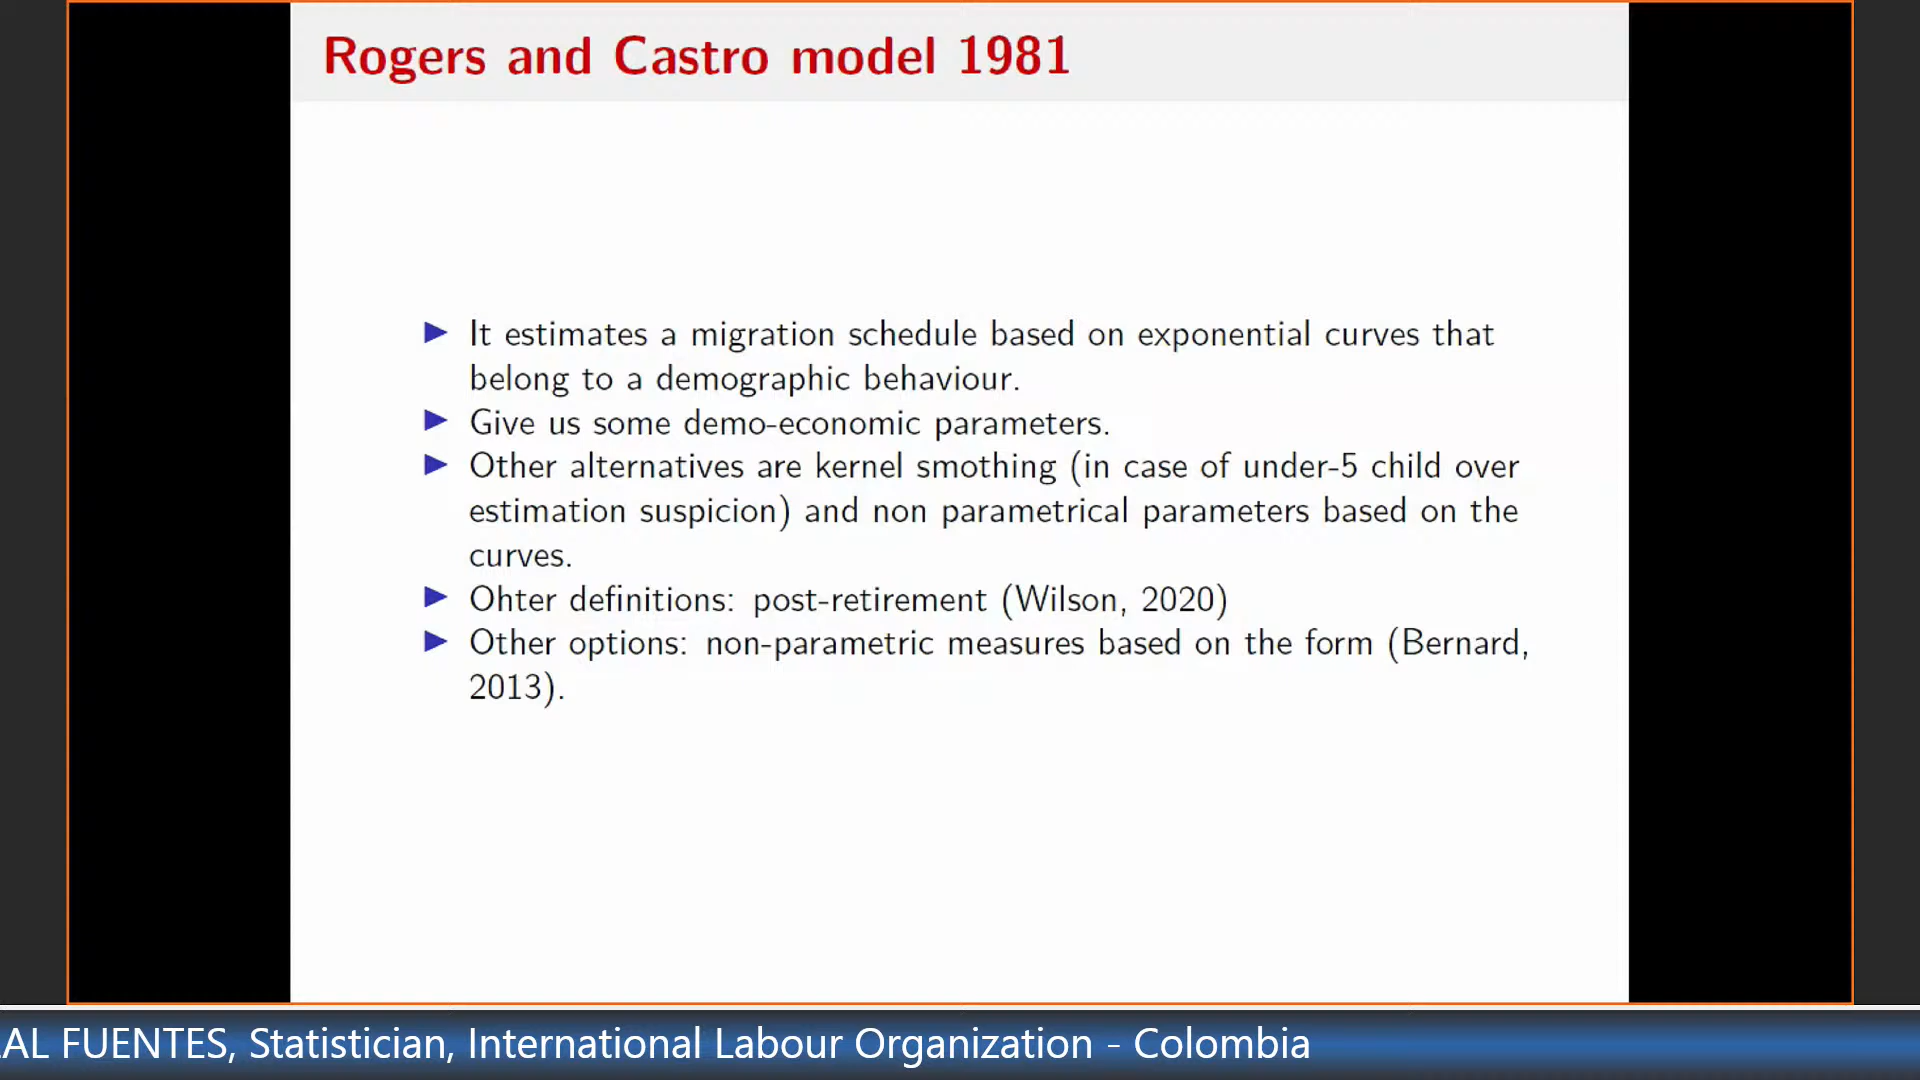 Rogers and Castro model 1981
It estimates a migration schedule based on exponential curves that
belong to a demographic behaviour.
Give us some demo-economic parameters.
Other alternatives are kernel smothing (in case of under-5 child over
estimation suspicion) and non parametrical parameters based on the
curves.
Ohter definitions: post-retirement (Wilson, 2020)
Other options: non-parametric measures based on the form (Bernard,
2013).
AL FUENTES, Statistician, International Labour Organization - Colombia